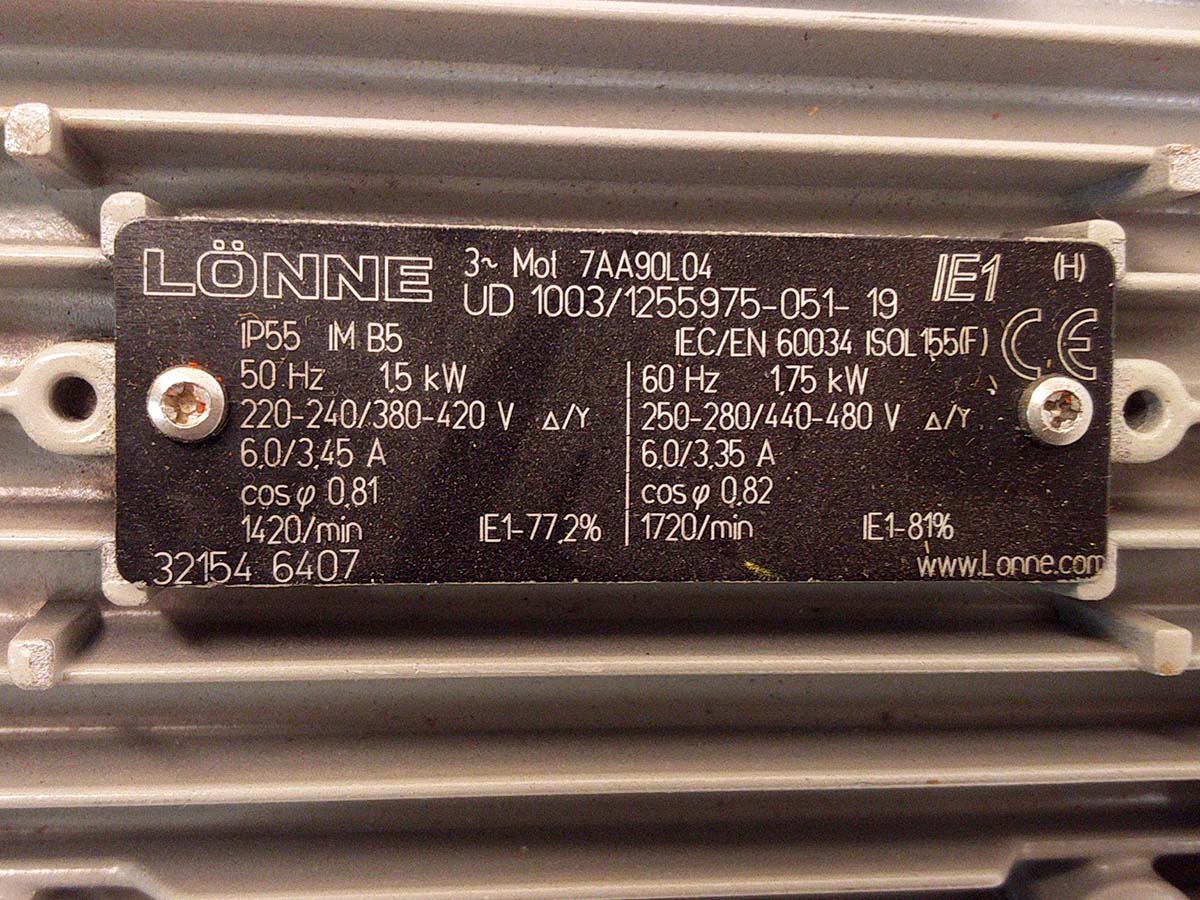 LÖNNE 3~ Mot 7AA90L04 IE1 (H)
UD 1003/1255975-051- 19
IP55 IM B5 IEC/EN 60034 ISOL 155(F) CE
50 Hz 1.5 kW 60 Hz 1.75 kW
220-240/380-420 V Δ/Y 250-280/440-480 V Δ/Y
6.0/3.45 A 6.0/3.35 A
cos φ 0.81 cos φ 0.82
1420/min IE1-77.2% 1720/min IE1-81%
32154 6407 www.Lonne.com